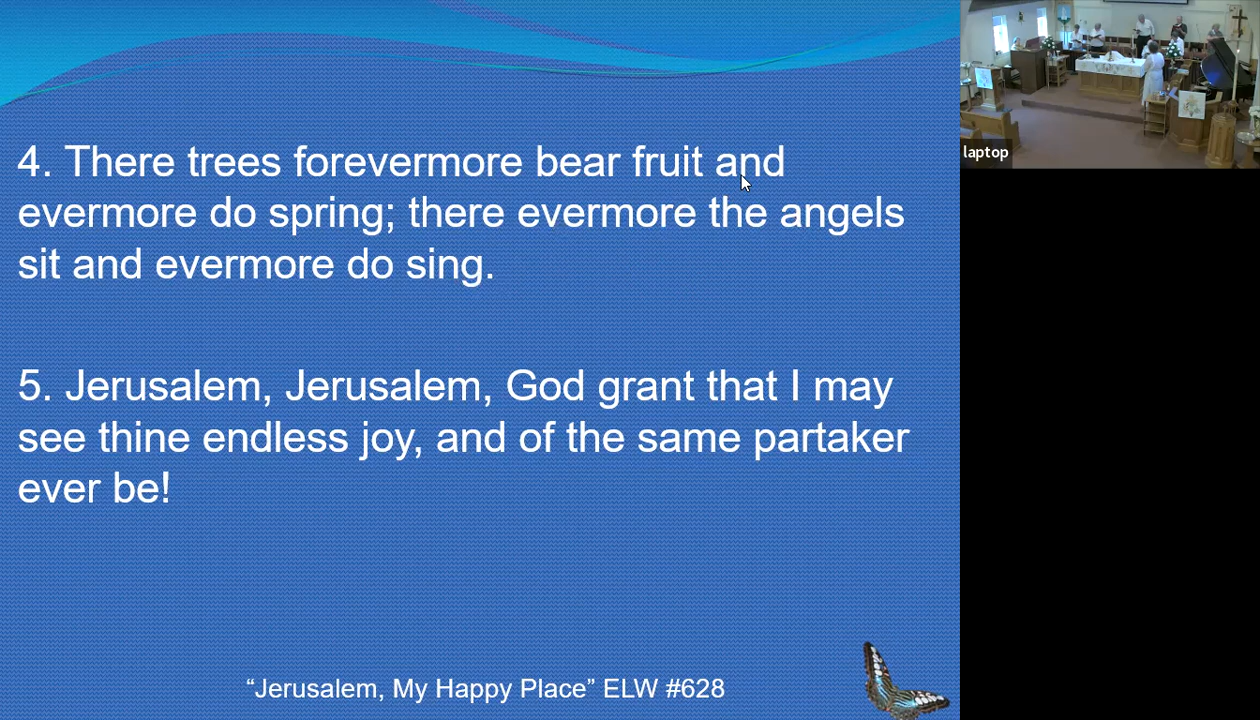 4. There trees forevermore bear fruit and
evermore do spring; there evermore the angels
sit and evermore do sing.
5. Jerusalem, Jerusalem, God grant that I may
see thine endless joy, and of the same partaker
ever be!
“Jerusalem, My Happy Place” ELW #628
laptop